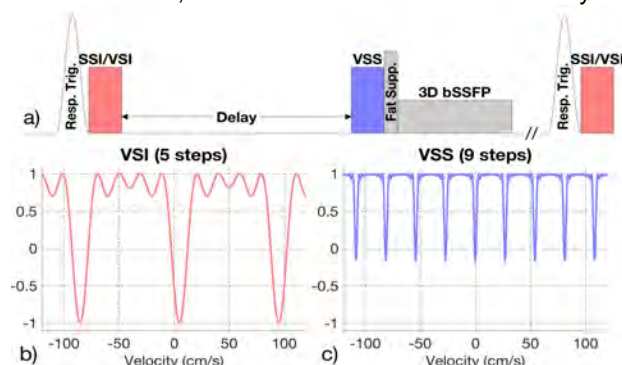 SSI/VSI
Resp. Trig.
Delay
VSS
Fat Supp.
3D bSSFP
//
Resp. Trig.
SSI/VSI
a)
VSI (5 steps)
1
0.5
0
-0.5
-1
-100 -50 0 50 100
Velocity (cm/s)
b)
VSS (9 steps)
1
0.5
0
-0.5
-1
-100 -50 0 50 100
Velocity (cm/s)
c)